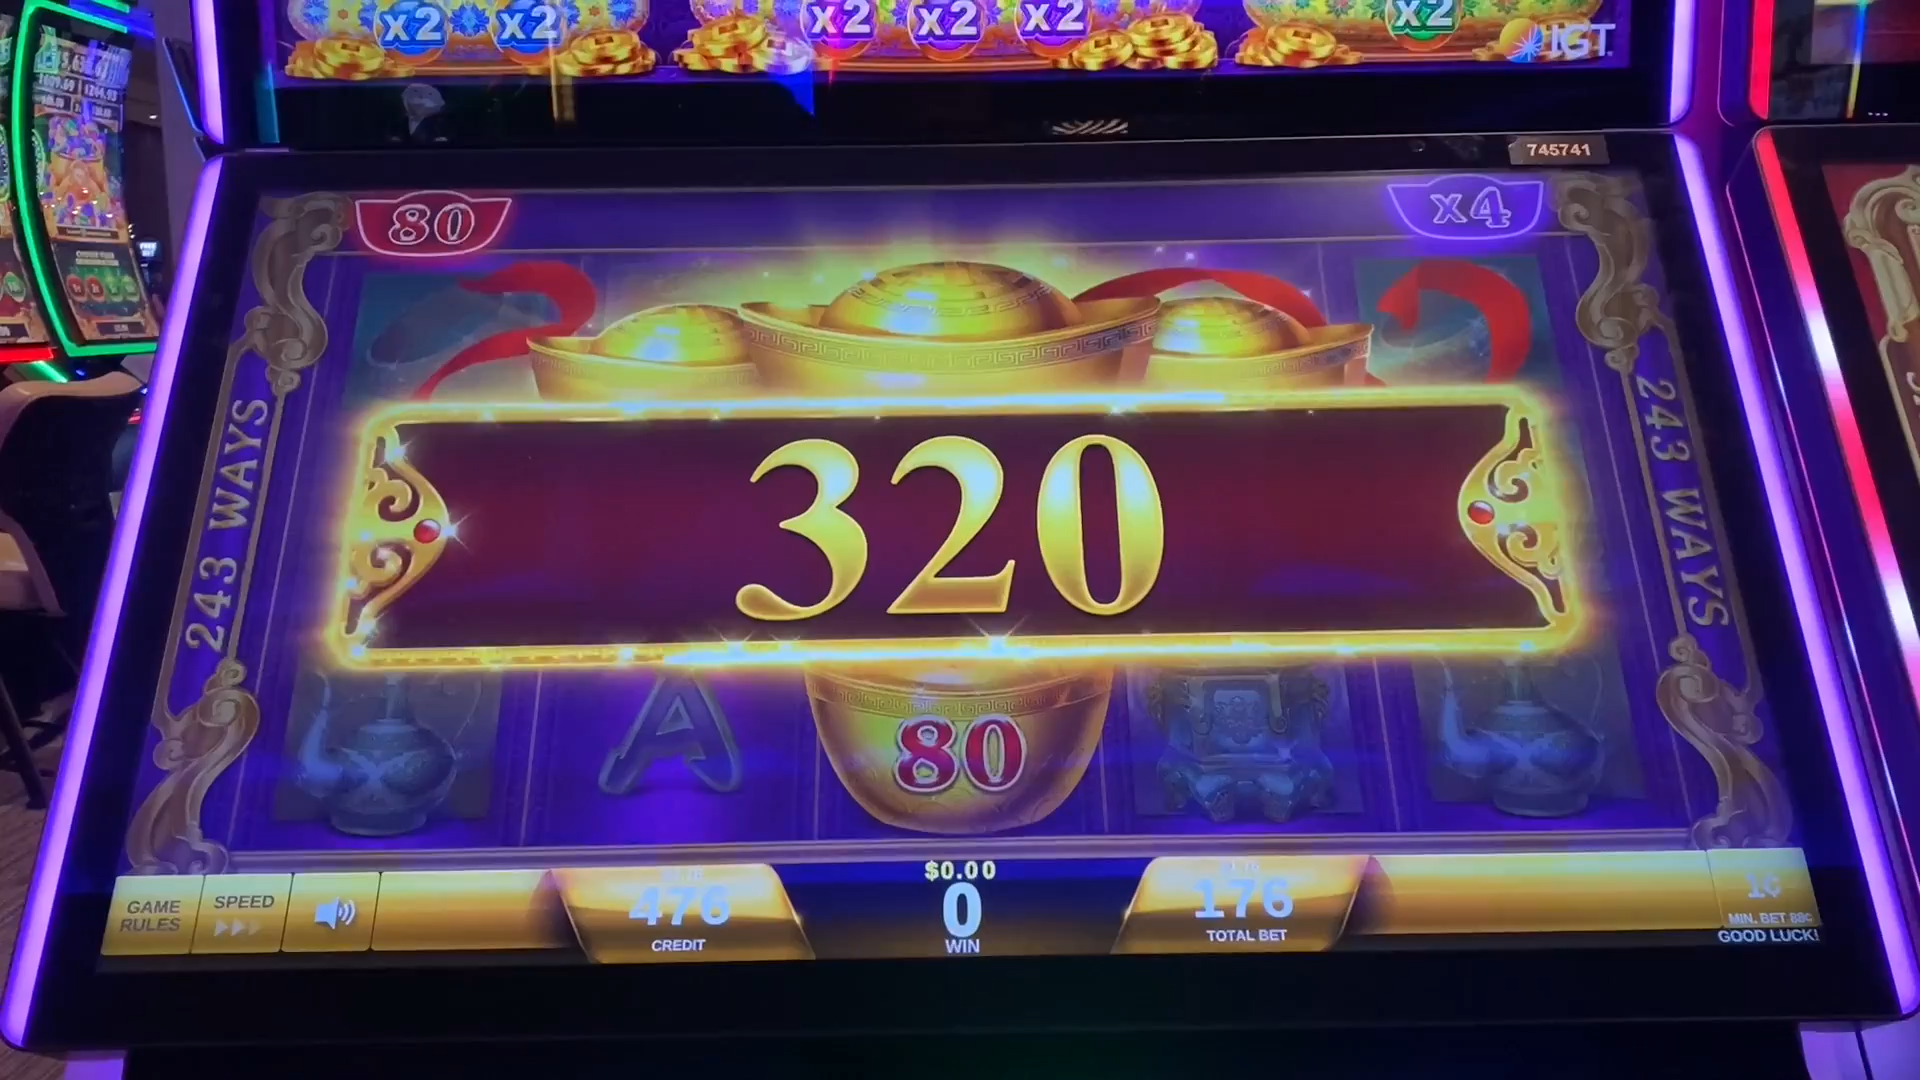 x2 x2 x2 x2 x2 x2
IGT
745741
80
x4
243 WAYS
320
243 WAYS
80
GAME RULES
SPEED
476
CREDIT
$0.00
0
WIN
176
TOTAL BET
1¢
MIN. BET 88¢
GOOD LUCK!